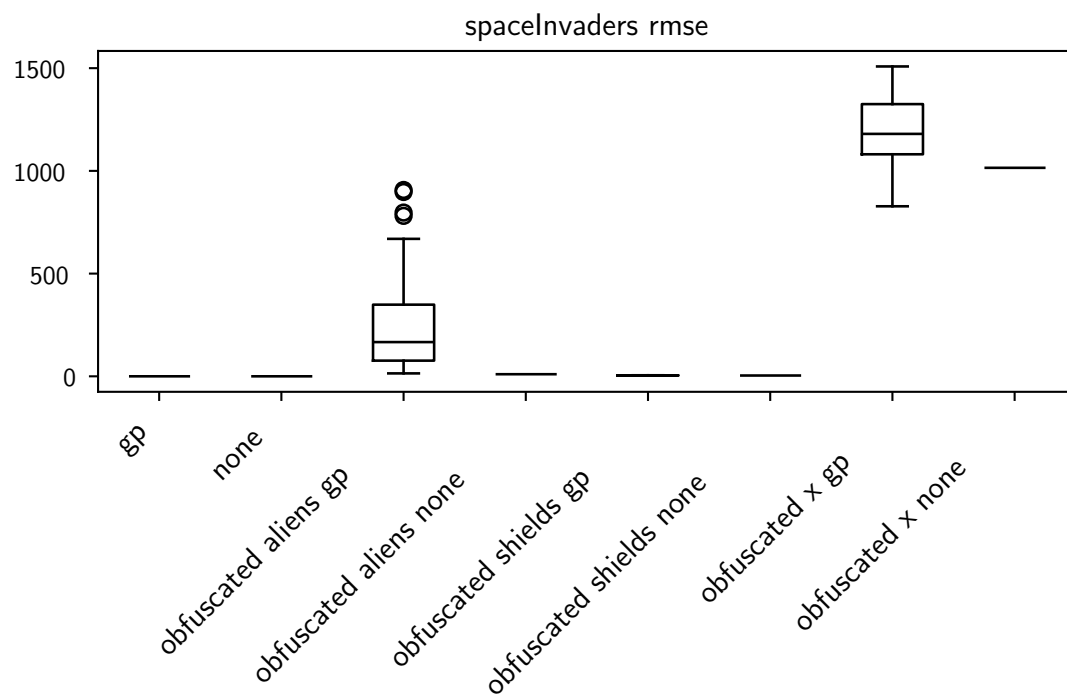 spaceInvaders rmse
1500
1000
500
0
gp
none
obfuscated aliens gp
obfuscated aliens none
obfuscated shields gp
obfuscated shields none
obfuscated x gp
obfuscated x none